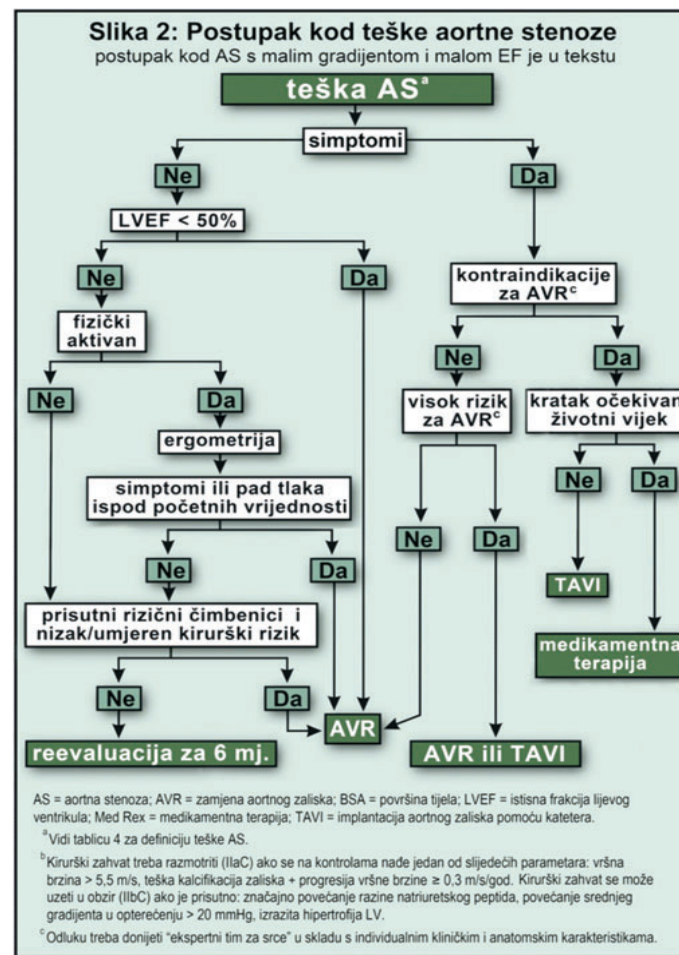 Slika 2: Postupak kod teške aortne stenoze
postupak kod AS s malim gradijentom i malom EF je u tekstu
teška ASᵃ
simptomi
Ne
Da
LVEF < 50%
Ne
Da
kontraindikacije
za AVRᶜ
fizički
aktivan
Ne
Da
Ne
Da
visok rizik
za AVRᶜ
kratak očekivan
životni vijek
ergometrija
simptomi ili pad tlaka
ispod početnih vrijednosti
Ne
Da
Ne
Da
Ne
Da
TAVI
prisutni rizični čimbenici i
nizak/umjeren kirurški rizik
medikamentna
terapija
Ne
Da
AVR
reevaluacija za 6 mj.
AVR ili TAVI
AS = aortna stenoza; AVR = zamjena aortnog zaliska; BSA = površina tijela; LVEF = istisna frakcija lijevog
ventrikula; Med Rex = medikamentna terapija; TAVI = implantacija aortnog zaliska pomoću katetera.
ᵃVidi tablicu 4 za definiciju teške AS.
ᵇKirurški zahvat treba razmotriti (IIaC) ako se na kontrolama nađe jedan od slijedećih parametara: vršna
brzina > 5,5 m/s, teška kalcifikacija zaliska + progresija vršne brzine ≥ 0,3 m/s/god. Kirurški zahvat se može
uzeti u obzir (IIbC) ako je prisutno: značajno povećanje razine natriuretskog peptida, povećanje srednjeg
gradijenta u opterećenju > 20 mmHg, izrazita hipertrofija LV.
ᶜOdluku treba donijeti "ekspertni tim za srce" u skladu s individualnim kliničkim i anatomskim karakteristikama.